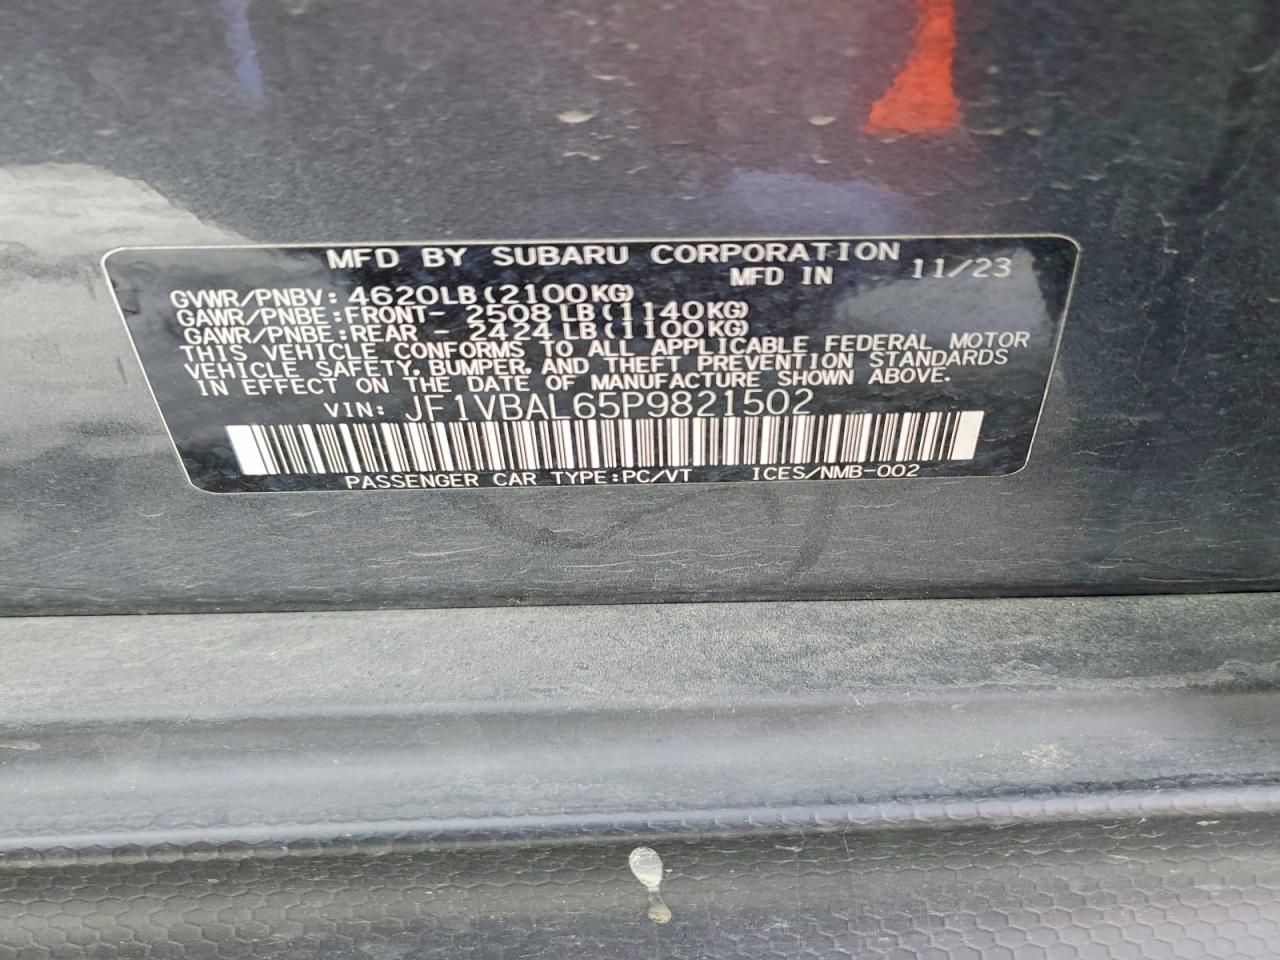 MFD BY SUBARU CORPORATION
MFD IN 11/23
GVWR/PNBV: 4620LB(2100KG)
GAWR/PNBE:FRONT- 2508LB(1140KG)
GAWR/PNBE:REAR - 2424LB(1100KG)
THIS VEHICLE CONFORMS TO ALL APPLICABLE FEDERAL MOTOR
VEHICLE SAFETY, BUMPER, AND THEFT PREVENTION STANDARDS
IN EFFECT ON THE DATE OF MANUFACTURE SHOWN ABOVE.
VIN: JF1VBAL65P9821502
PASSENGER CAR TYPE:PC/VT ICES/NMB-002